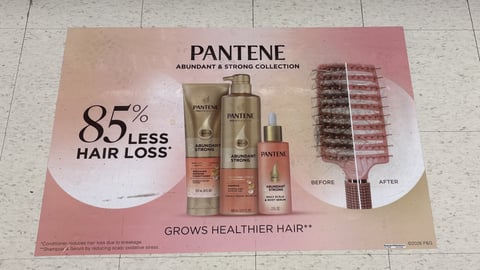 PANTENE
ABUNDANT & STRONG COLLECTION
85%
LESS
HAIR LOSS*
PANTENE
ABUNDANT
STRONG
PANTENE
ABUNDANT
STRONG
PANTENE
ABUNDANT
STRONG
BEFORE
AFTER
GROWS HEALTHIER HAIR**
*Conditioner reduces hair loss due to breakage
**Shampoo & Serum by reducing scalp oxidative stress
©2025 P&G